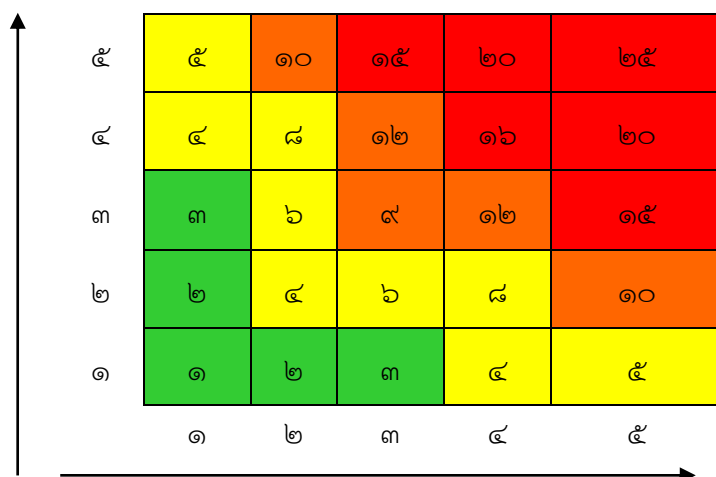 ๕ ๕ ๑๐ ๑๕ ๒๐ ๒๕
๔ ๔ ๘ ๑๒ ๑๖ ๒๐
๓ ๓ ๖ ๙ ๑๒ ๑๕
๒ ๒ ๔ ๖ ๘ ๑๐
๑ ๑ ๒ ๓ ๔ ๕
๑ ๒ ๓ ๔ ๕